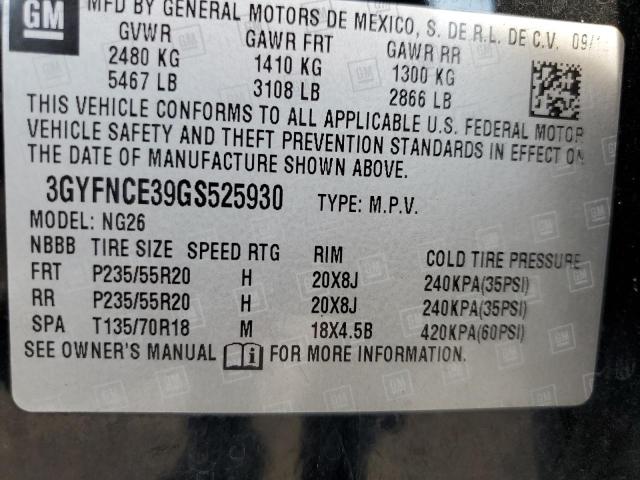 GM
MFD BY GENERAL MOTORS DE MEXICO, S. DE R.L. DE C.V. 09/
GVWR GAWR FRT GAWR RR
2480 KG 1410 KG 1300 KG
5467 LB 3108 LB 2866 LB
THIS VEHICLE CONFORMS TO ALL APPLICABLE U.S. FEDERAL MOTOR
VEHICLE SAFETY AND THEFT PREVENTION STANDARDS IN EFFECT ON
THE DATE OF MANUFACTURE SHOWN ABOVE.
3GYFNCE39GS525930 TYPE: M.P.V.
MODEL: NG26
NBBB TIRE SIZE SPEED RTG RIM COLD TIRE PRESSURE
FRT P235/55R20 H 20X8J 240KPA(35PSI)
RR P235/55R20 H 20X8J 240KPA(35PSI)
SPA T135/70R18 M 18X4.5B 420KPA(60PSI)
SEE OWNER'S MANUAL FOR MORE INFORMATION.